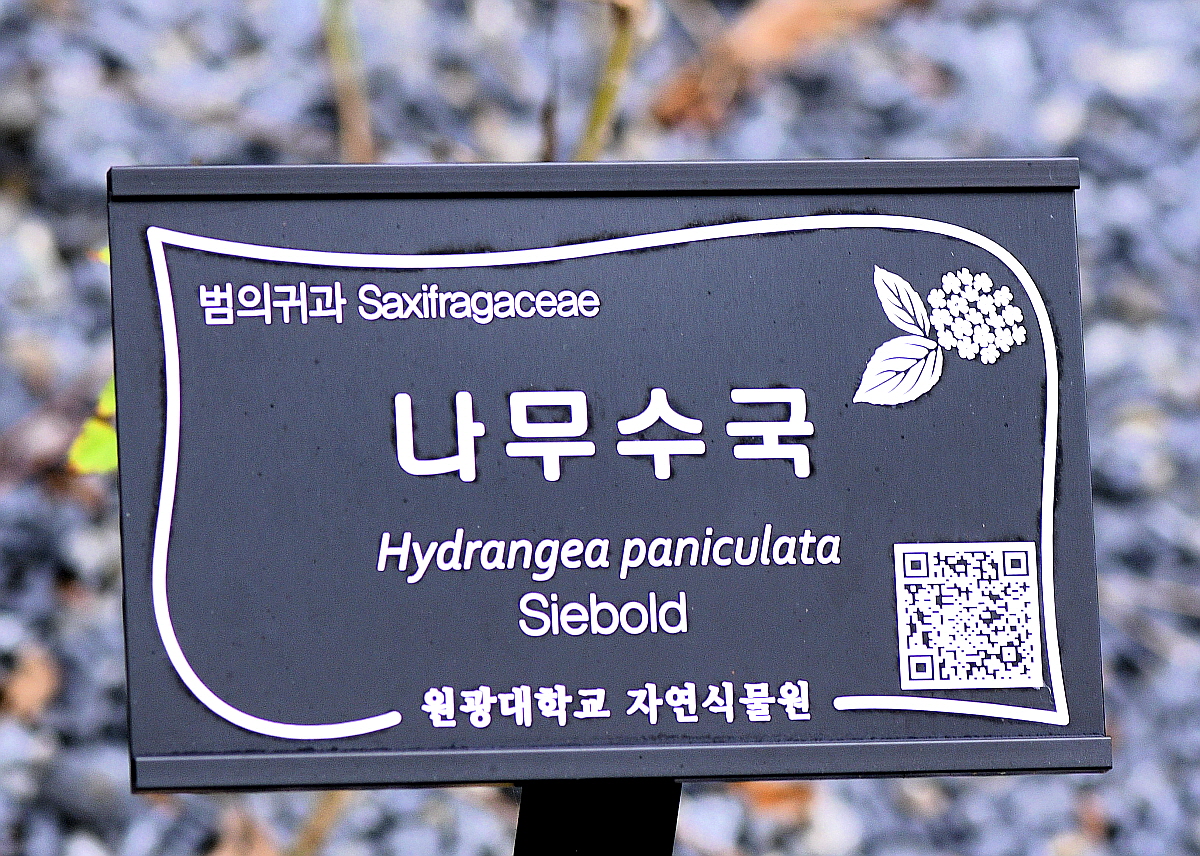 범의귀과 Saxifragaceae
나무수국
Hydrangea paniculata
Siebold
원광대학교 자연식물원